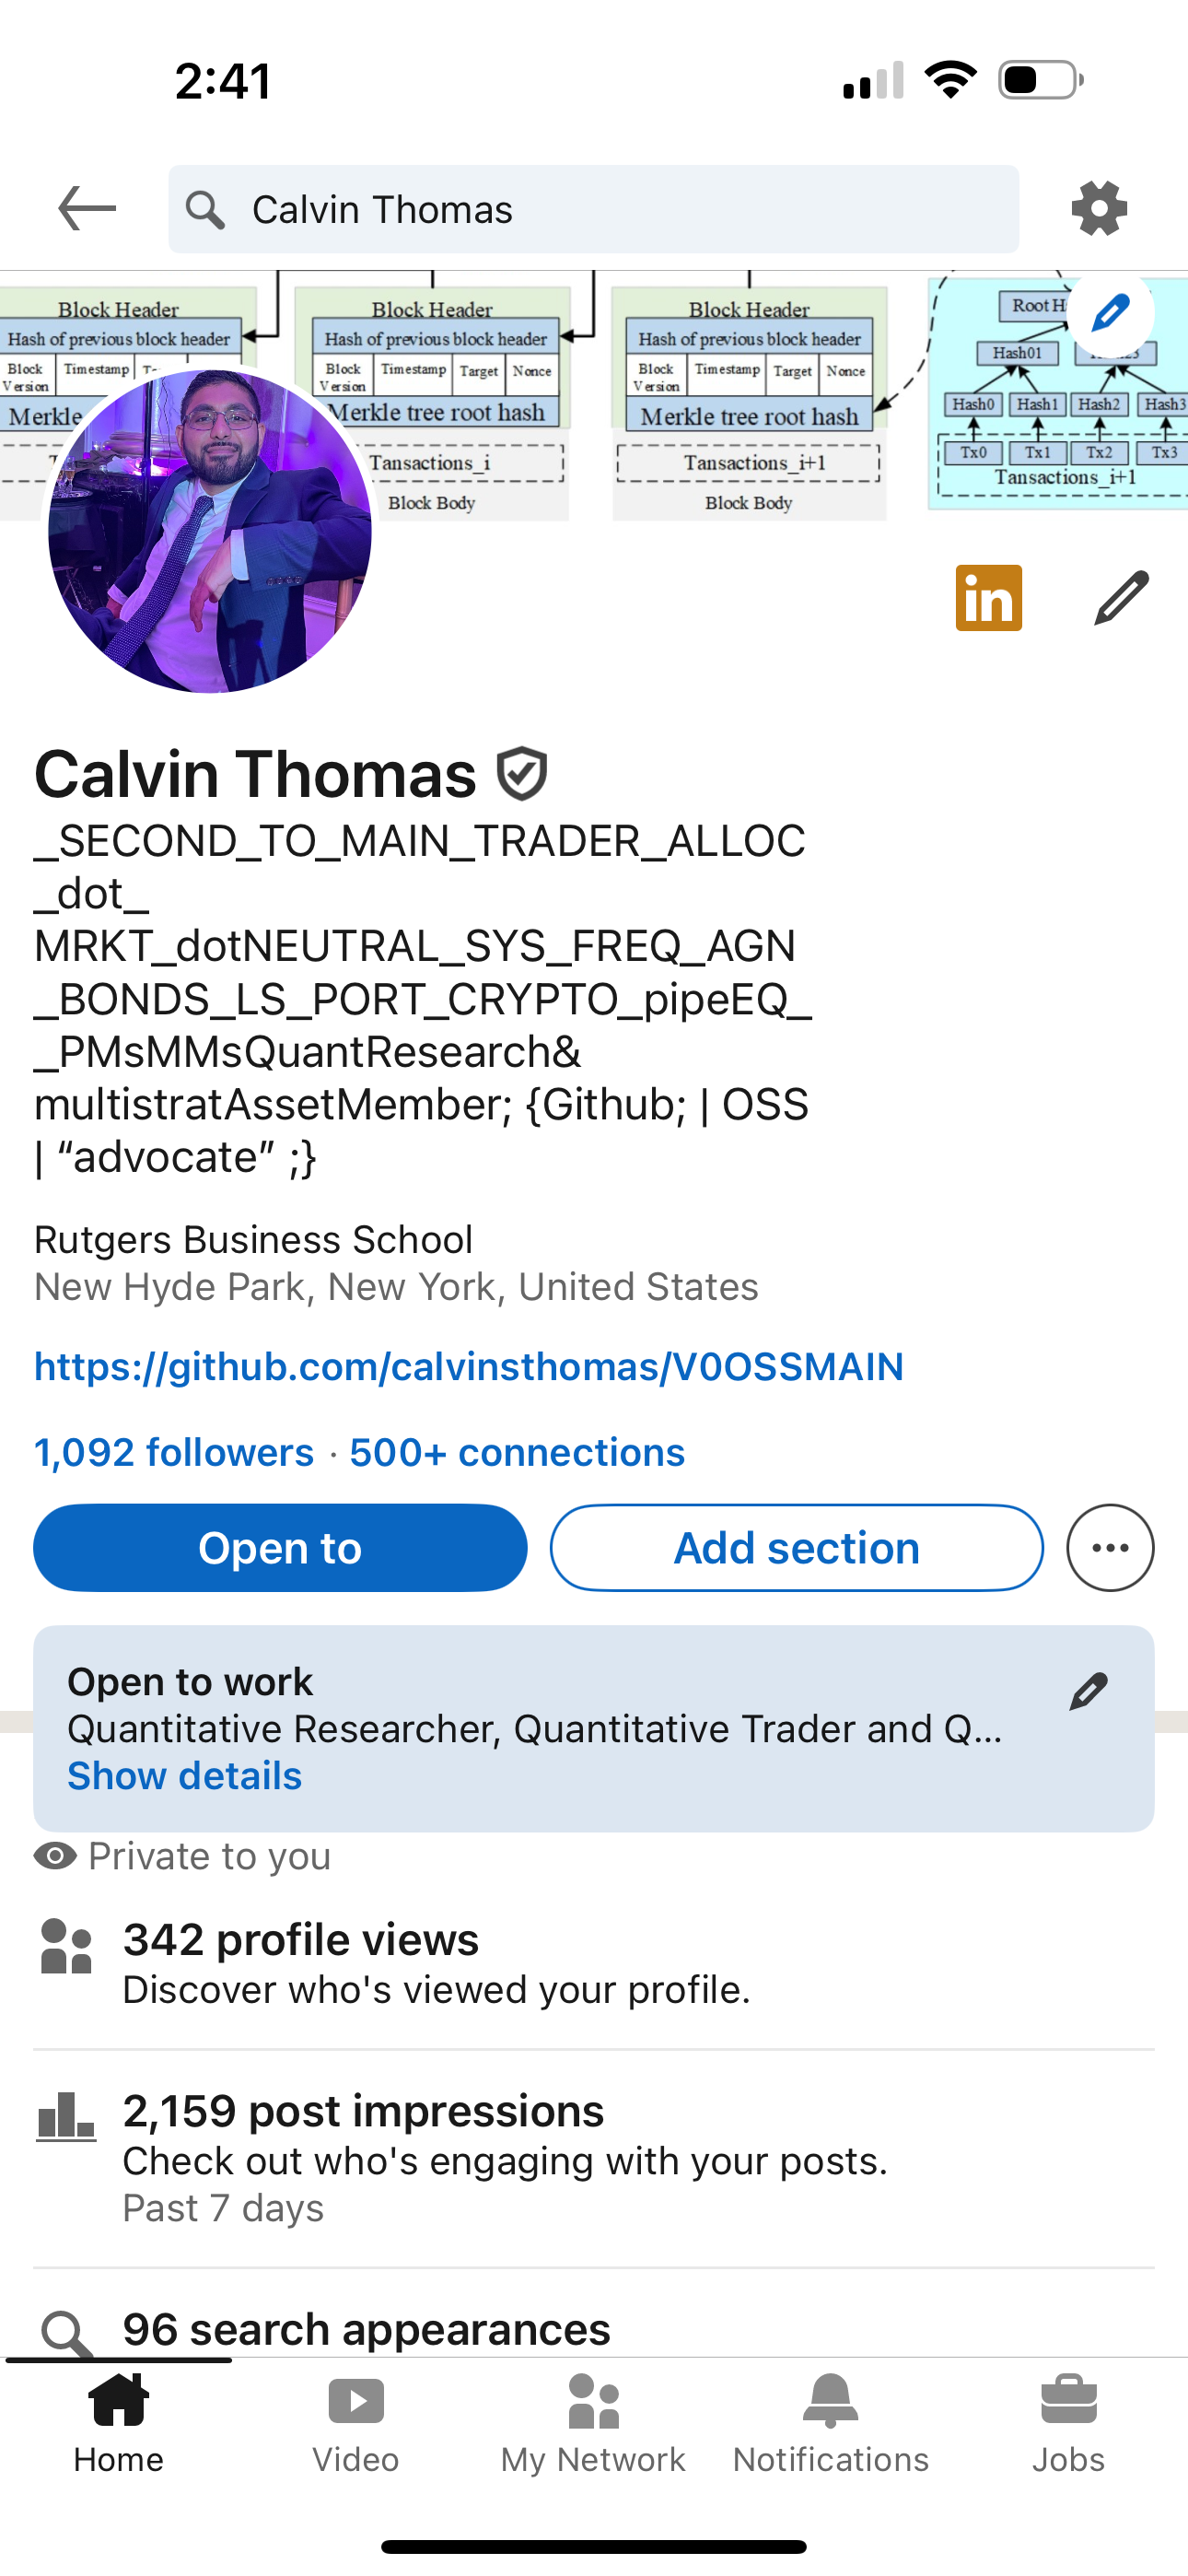 2:41
Calvin Thomas
Block Header
Hash of previous block header
Block Version
Timestamp
Merkle
Block Header
Hash of previous block header
Block Version
Timestamp
Target
Nonce
Merkle tree root hash
Tansactions_i
Block Body
Block Header
Hash of previous block header
Block Version
Timestamp
Target
Nonce
Merkle tree root hash
Tansactions_i+1
Block Body
Root H
Hash01
Hash0 Hash1 Hash2 Hash3
Tx0 Tx1 Tx2 Tx3
Tansactions_i+1
in
Calvin Thomas
_SECOND_TO_MAIN_TRADER_ALLOC
_dot_
MRKT_dotNEUTRAL_SYS_FREQ_AGN
_BONDS_LS_PORT_CRYPTO_pipeEQ_
_PMsMMsQuantResearch&
multistratAssetMember; {Github; | OSS
| “advocate” ;}
Rutgers Business School
New Hyde Park, New York, United States
https://github.com/calvinsthomas/V0OSSMAIN
1,092 followers · 500+ connections
Open to
Add section
Open to work
Quantitative Researcher, Quantitative Trader and Q...
Show details
Private to you
342 profile views
Discover who's viewed your profile.
2,159 post impressions
Check out who's engaging with your posts.
Past 7 days
96 search appearances
Home
Video
My Network
Notifications
Jobs